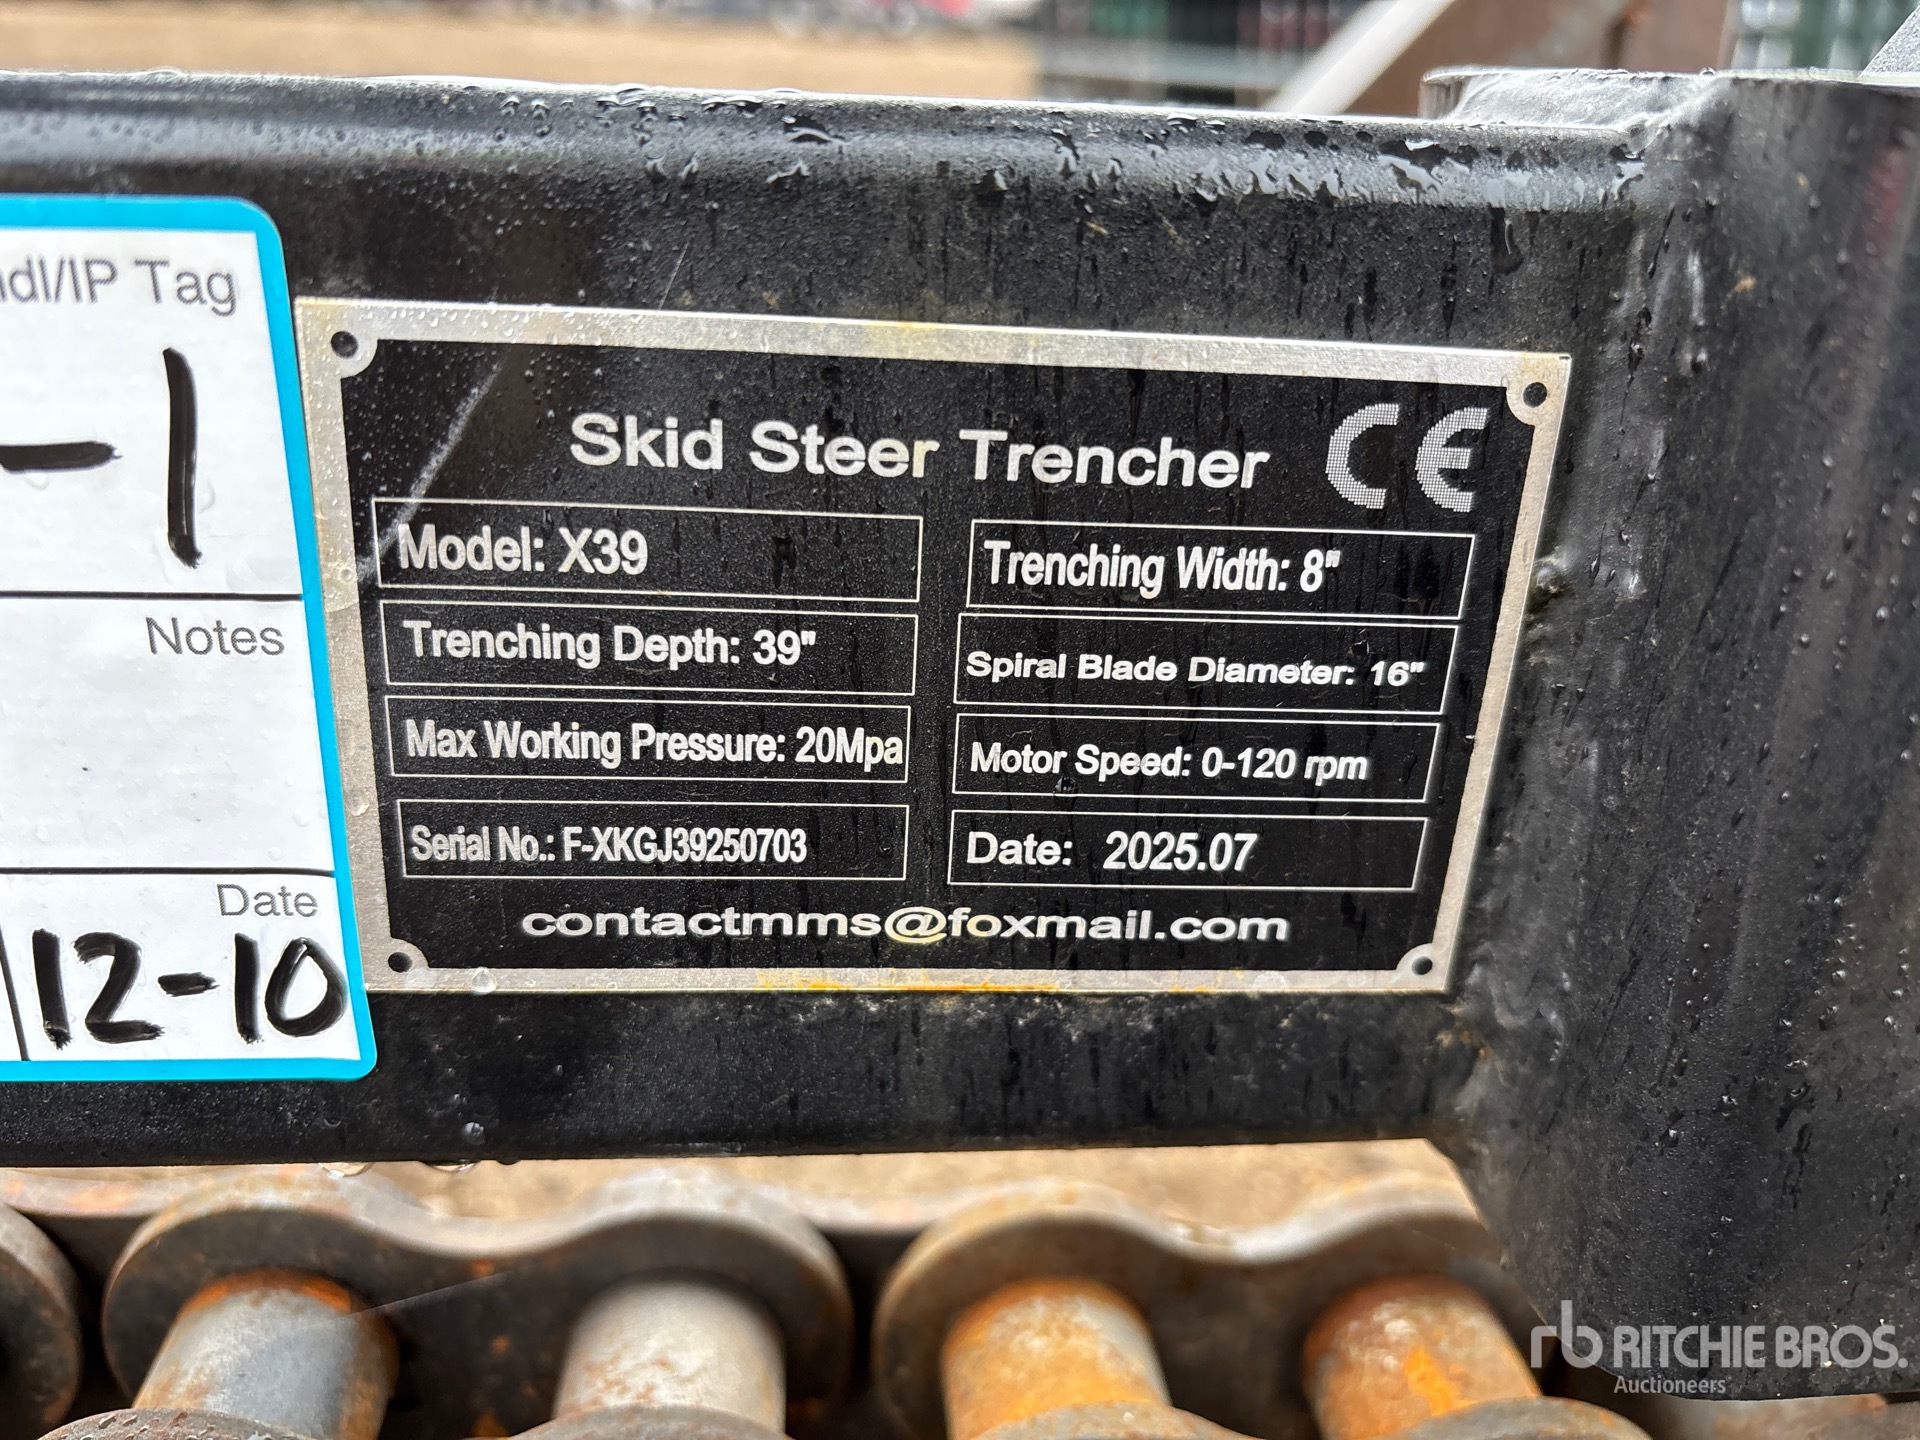 IP Tag
-1
Notes
Date
12-10
Skid Steer Trencher CE
Model: X39
Trenching Width: 8"
Trenching Depth: 39"
Spiral Blade Diameter: 16"
Max Working Pressure: 20Mpa
Motor Speed: 0-120 rpm
Serial No.: F-XKGJ39250703
Date: 2025.07
contactmms@foxmail.com
rb RITCHIE BROS.
Auctioneers